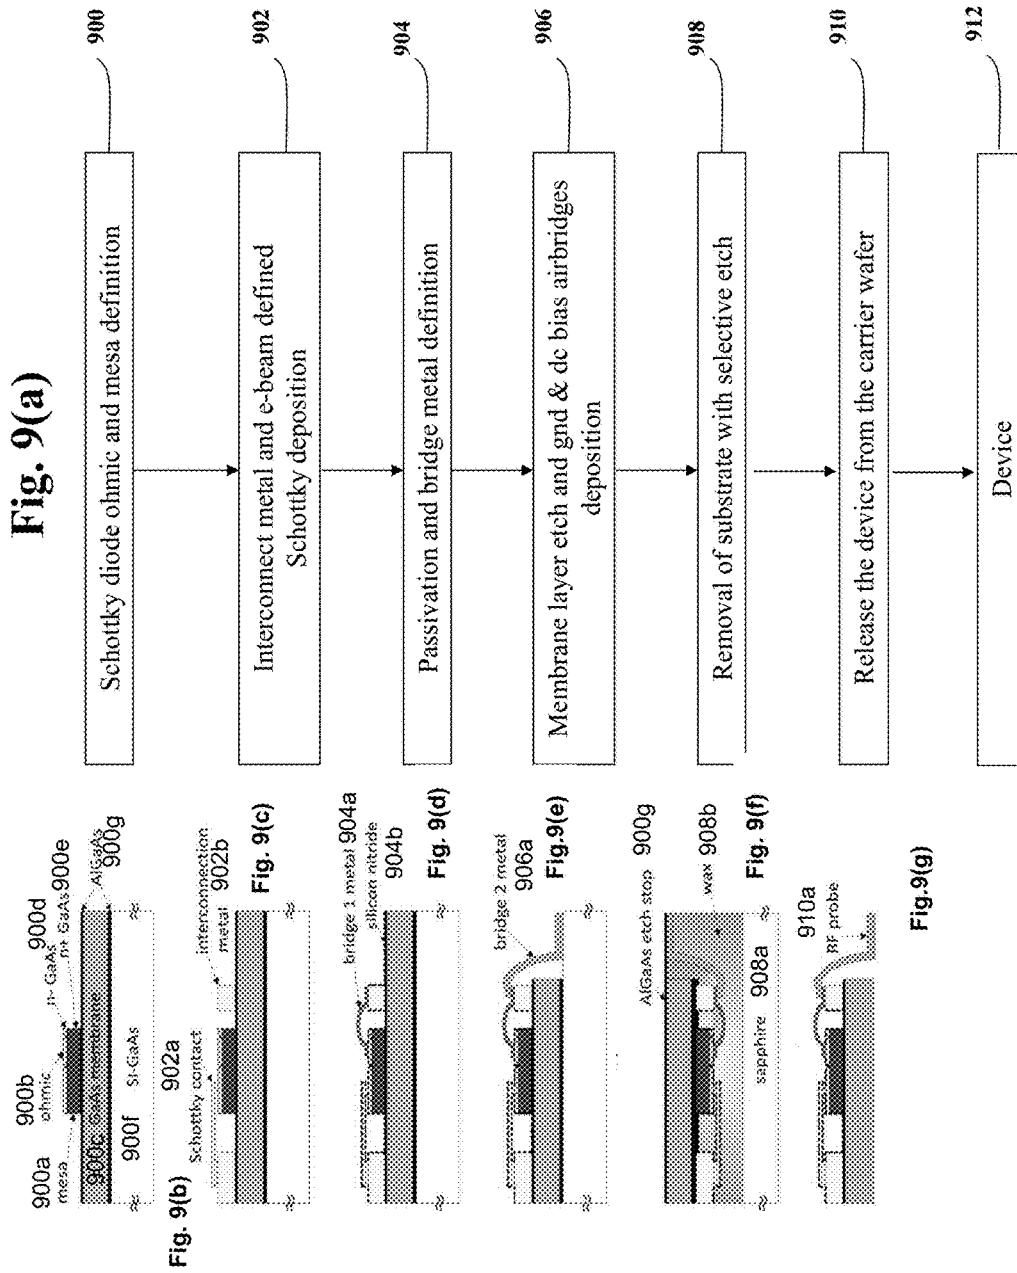 Fig. 9(a)
Schottky diode ohmic and mesa definition
900
Interconnect metal and e-beam defined
Schottky deposition
902
Passivation and bridge metal definition
904
Membrane layer etch and gnd & dc bias airbridges
deposition
906
Removal of substrate with selective etch
908
Release the device from the carrier wafer
910
Device
912
900a
mesa
900b
ohmic
n- GaAs
900d
n+ GaAs
900e
AlGaAs
900g
900c GaAs membrane
900f
SI-GaAs
Fig. 9(b)
902a
Schottky contact
interconnection
metal
902b
Fig. 9(c)
bridge 1 metal
904a
silicon nitride
904b
Fig. 9(d)
bridge 2 metal
906a
Fig.9(e)
AlGaAs etch stop
900g
wax
908b
sapphire
908a
Fig. 9(f)
910a
RF probe
Fig.9(g)